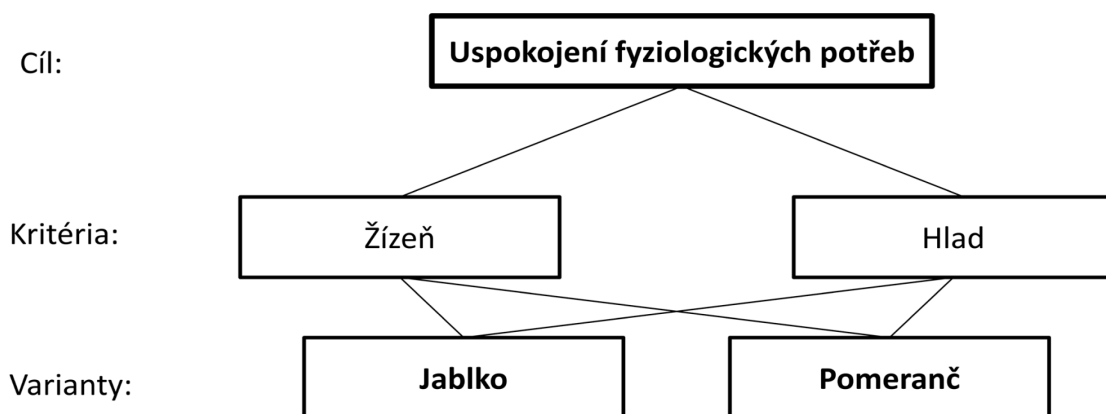 Cíl:
Uspokojení fyziologických potřeb
Kritéria:
Žízeň
Hlad
Varianty:
Jablko
Pomeranč